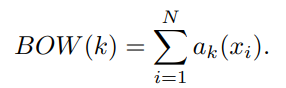 BOW(k) = \sum_{i=1}^{N} a_k(x_i).